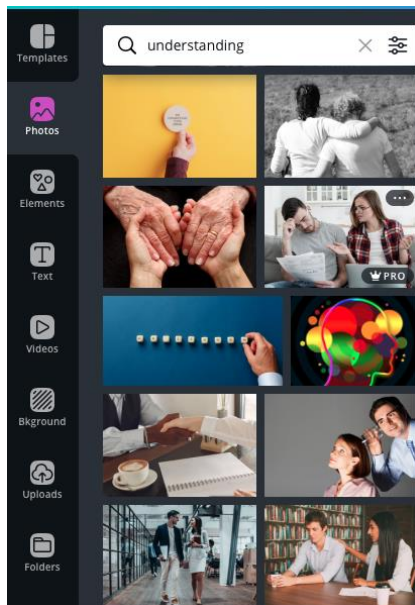 Templates
understanding
Photos
Elements
Text
PRO
Videos
Bkground
Uploads
Folders